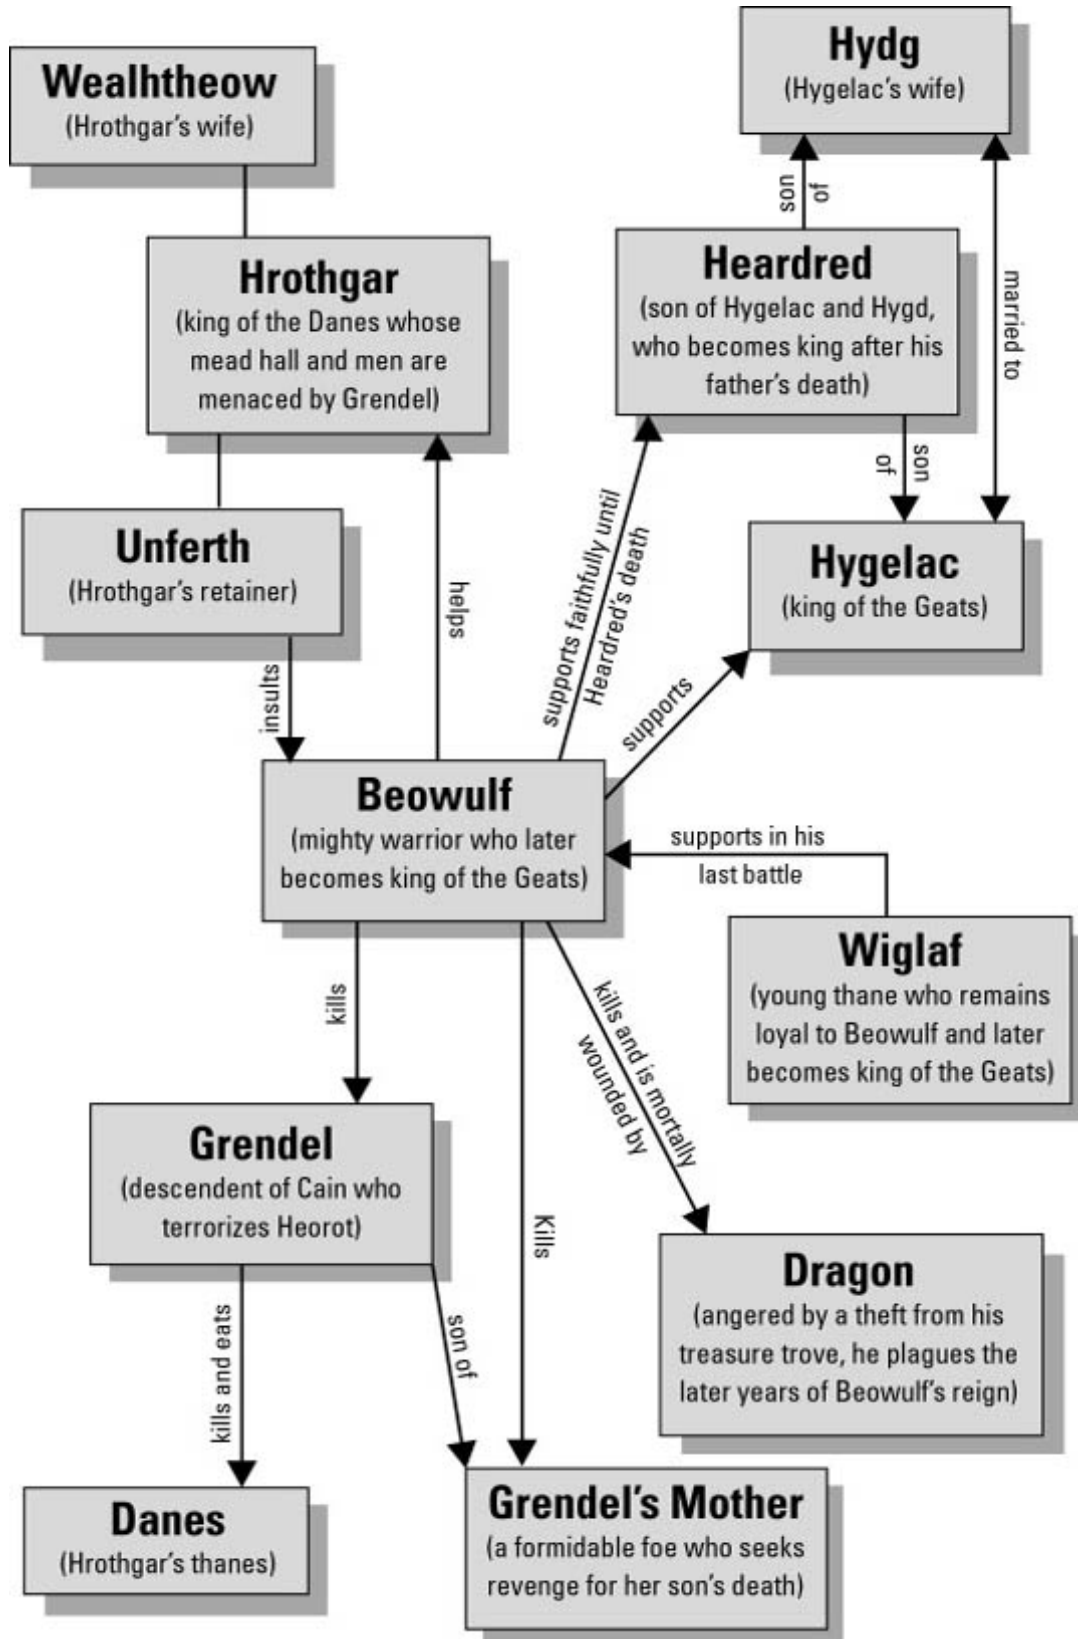 Wealhtheow
(Hrothgar's wife)
Hydg
(Hygelac's wife)
son
of
married to
Hrothgar
(king of the Danes whose
mead hall and men are
menaced by Grendel)
Heardred
(son of Hygelac and Hygd,
who becomes king after his
father's death)
son
of
Unferth
(Hrothgar's retainer)
insults
helps
supports faithfully until
Heardred's death
supports
Hygelac
(king of the Geats)
Beowulf
(mighty warrior who later
becomes king of the Geats)
supports in his
last battle
Wiglaf
(young thane who remains
loyal to Beowulf and later
becomes king of the Geats)
kills
Kills
kills and is mortally
wounded by
Grendel
(descendent of Cain who
terrorizes Heorot)
Dragon
(angered by a theft from his
treasure trove, he plagues the
later years of Beowulf's reign)
kills and eats
son of
Danes
(Hrothgar's thanes)
Grendel's Mother
(a formidable foe who seeks
revenge for her son's death)